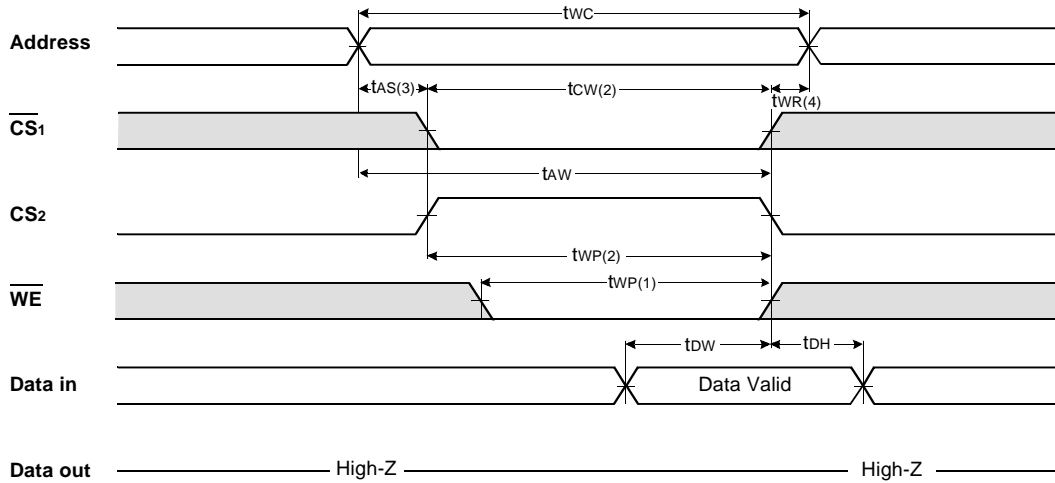 tWC
Address
tAS(3)
tCW(2)
tWR(4)
CS1
tAW
CS2
tWP(2)
tWP(1)
WE
tDW
tDH
Data in
Data Valid
Data out
High-Z
High-Z